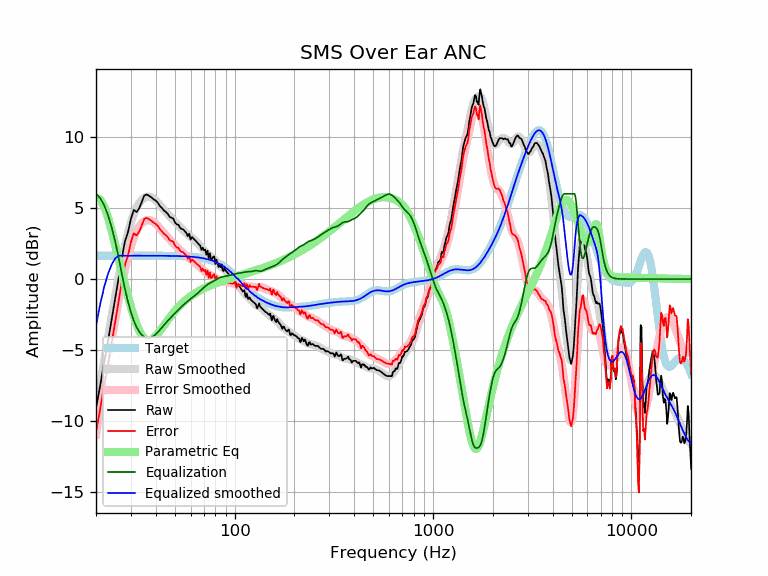 SMS Over Ear ANC
Amplitude (dBr)
10
5
0
−5
−10
−15
Target
Raw Smoothed
Error Smoothed
Raw
Error
Parametric Eq
Equalization
Equalized smoothed
100 1000 10000
Frequency (Hz)